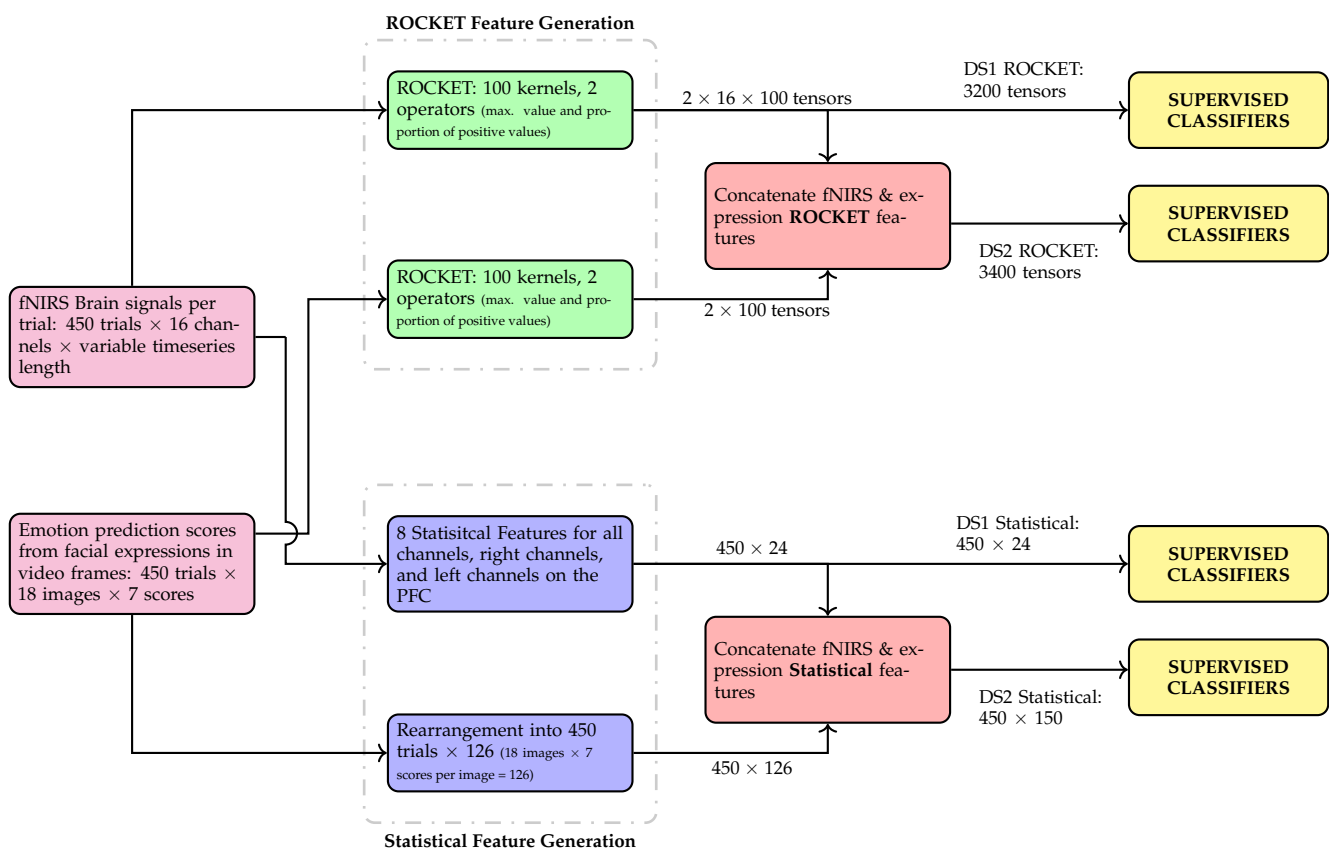 ROCKET Feature Generation
ROCKET: 100 kernels, 2
operators (max. value and pro-
portion of positive values)
2 × 16 × 100 tensors
DS1 ROCKET:
3200 tensors
SUPERVISED
CLASSIFIERS
Concatenate fNIRS & ex-
pression ROCKET fea-
tures
SUPERVISED
CLASSIFIERS
DS2 ROCKET:
3400 tensors
ROCKET: 100 kernels, 2
operators (max. value and pro-
portion of positive values)
2 × 100 tensors
fNIRS Brain signals per
trial: 450 trials × 16 chan-
nels × variable timeseries
length
Emotion prediction scores
from facial expressions in
video frames: 450 trials ×
18 images × 7 scores
8 Statisitcal Features for all
channels, right channels,
and left channels on the
PFC
450 × 24
DS1 Statistical:
450 × 24
SUPERVISED
CLASSIFIERS
Concatenate fNIRS & ex-
pression Statistical fea-
tures
SUPERVISED
CLASSIFIERS
DS2 Statistical:
450 × 150
Rearrangement into 450
trials × 126 (18 images × 7
scores per image = 126)
450 × 126
Statistical Feature Generation